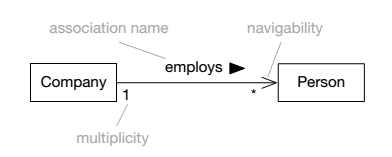 association name
navigability
employs
Company
Person
1
*
multiplicity